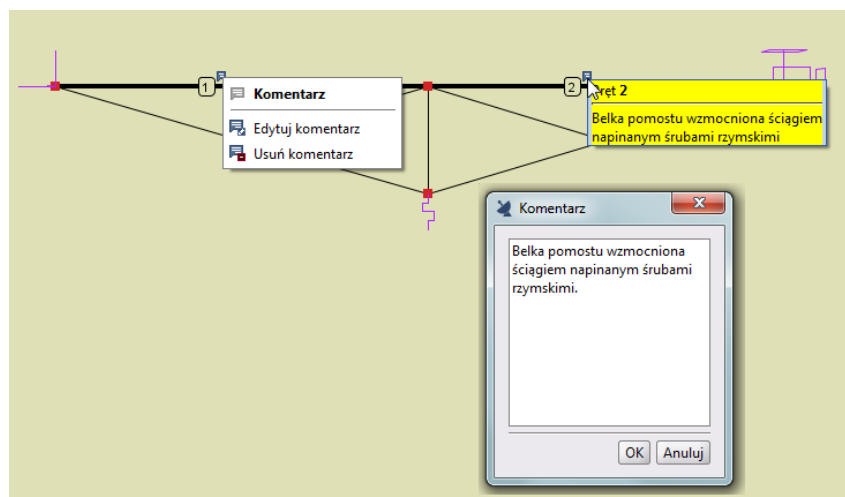 1
Komentarz
Edytuj komentarz
Usuń komentarz
2
ręt 2
Belka pomostu wzmocniona ściągiem
napinanym śrubami rzymskimi
Komentarz
Belka pomostu wzmocniona
ściągiem napinanym śrubami
rzymskimi.
OK Anuluj